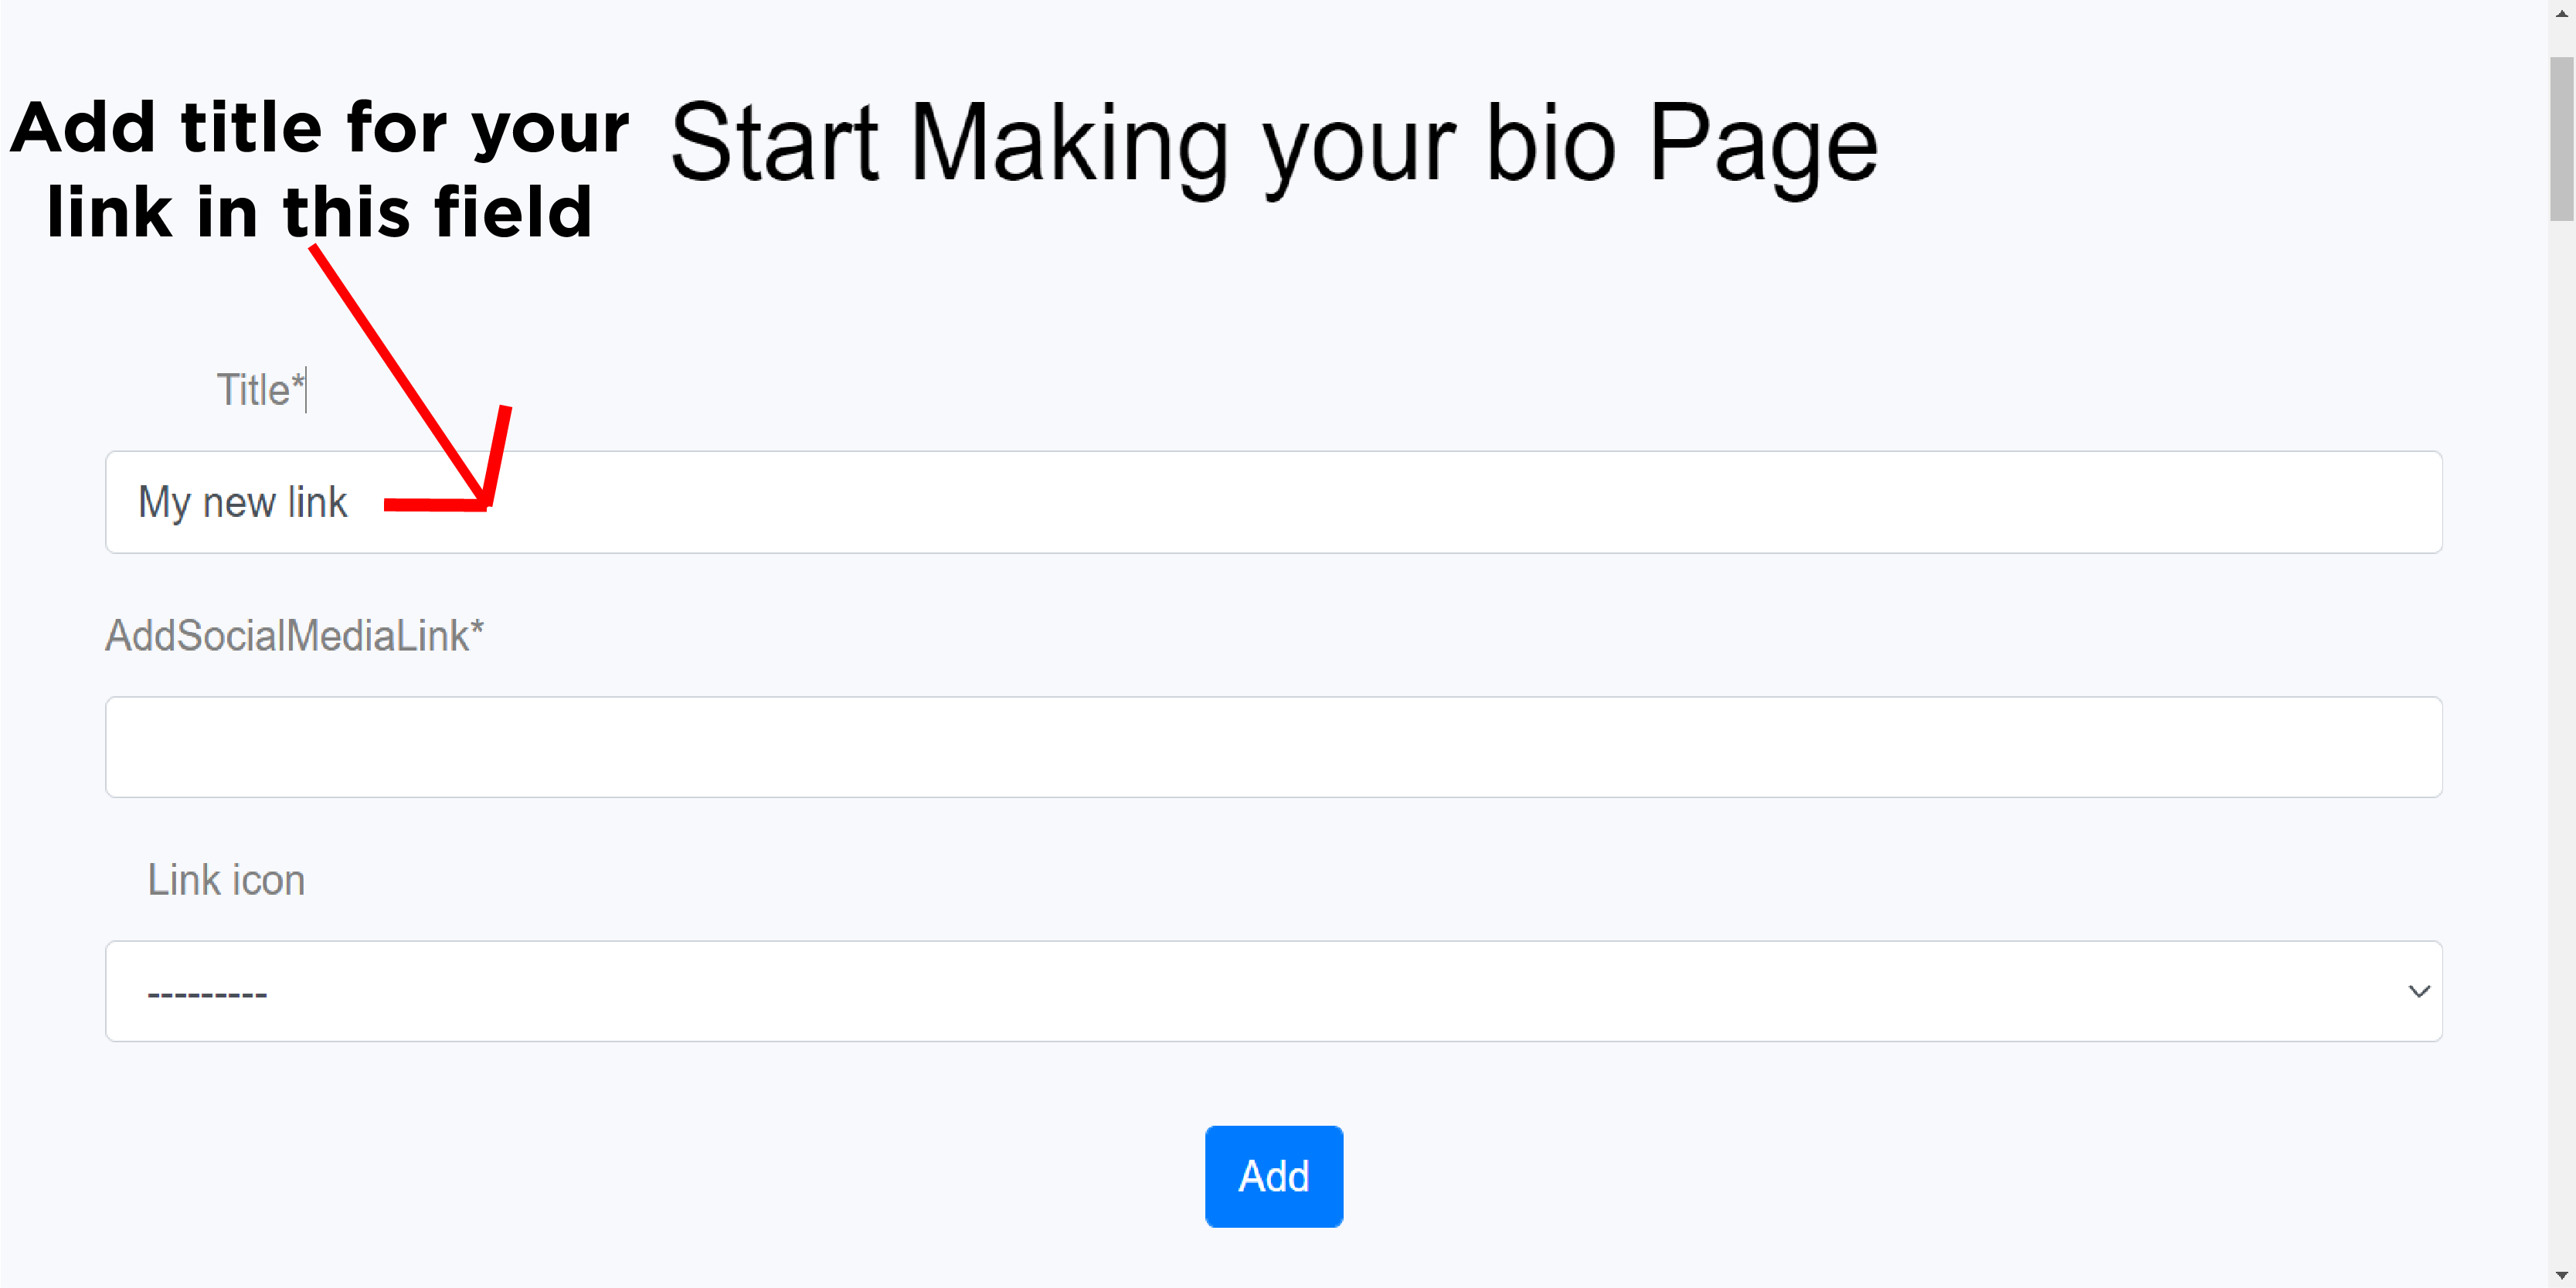 Add title for your
link in this field
Start Making your bio Page
Title*
My new link
AddSocialMediaLink*
Link icon
---------
Add